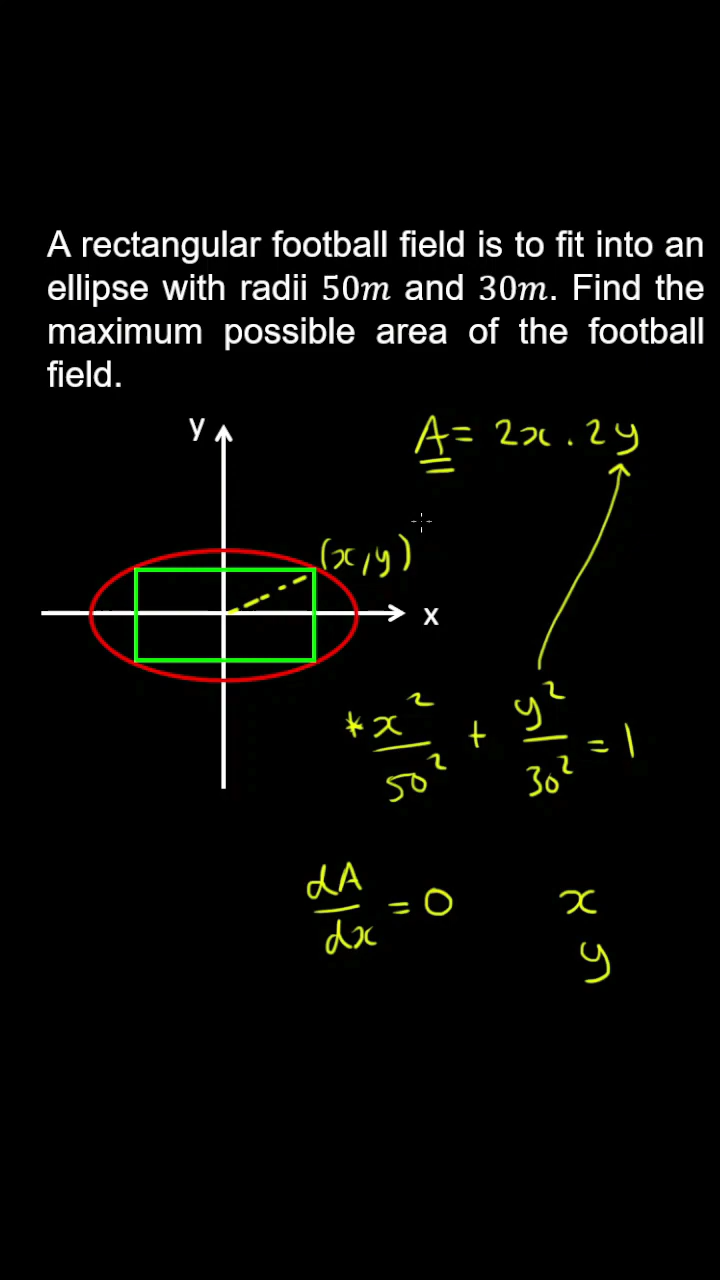 A rectangular football field is to fit into an
ellipse with radii 50m and 30m. Find the
maximum possible area of the football
field.
y
A = 2x . 2y
(x,y)
x
* x²/50² + y²/30² = 1
dA/dx = 0
x
y